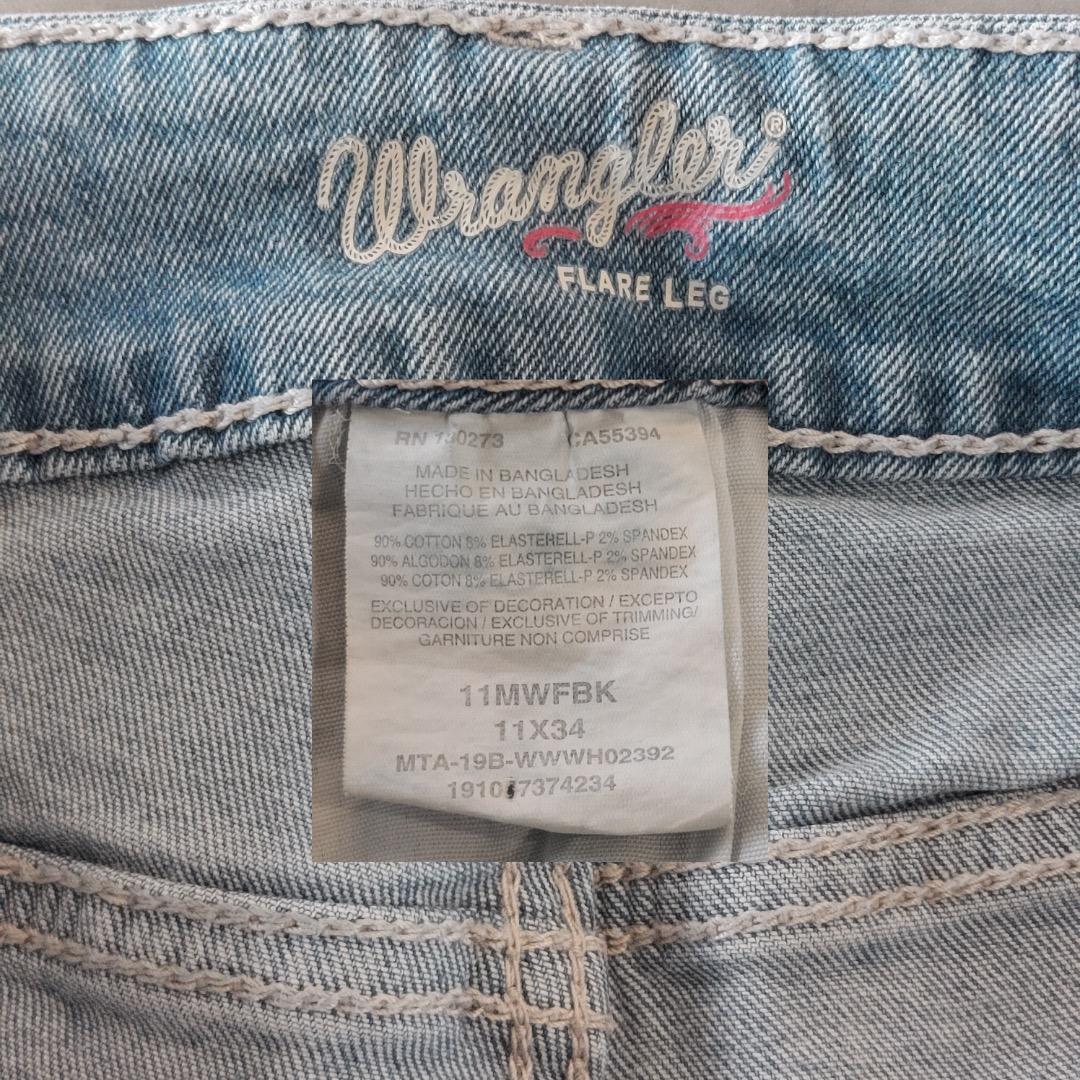 Wrangler®
FLARE LEG
RN 130273 CA55394
MADE IN BANGLADESH
HECHO EN BANGLADESH
FABRIQUE AU BANGLADESH
90% COTTON 8% ELASTERELL-P 2% SPANDEX
90% ALGODON 8% ELASTERELL-P 2% SPANDEX
90% COTON 8% ELASTERELL-P 2% SPANDEX
EXCLUSIVE OF DECORATION / EXCEPTO
DECORACION / EXCLUSIVE OF TRIMMING/
GARNITURE NON COMPRISE
11MWFBK
11X34
MTA-19B-WWWH02392